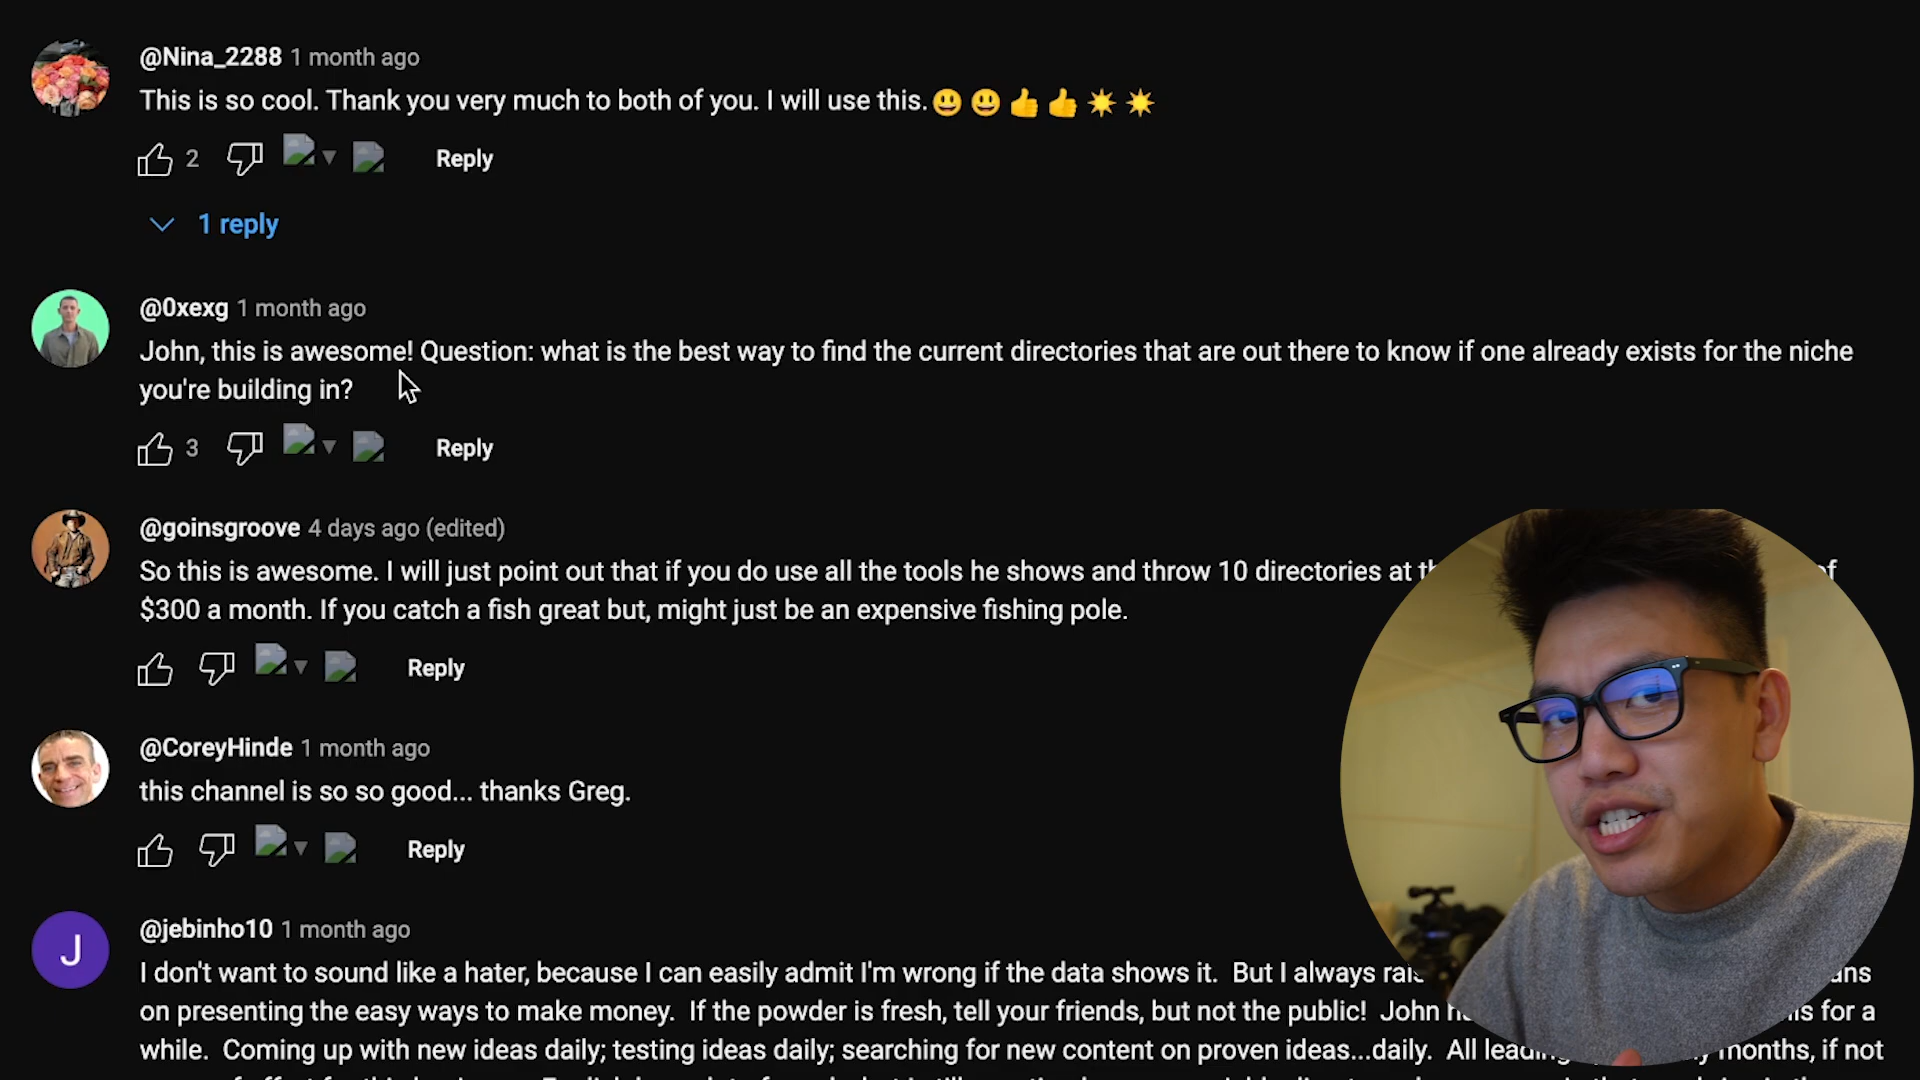 @Nina_2288 1 month ago
This is so cool. Thank you very much to both of you. I will use this.😃😃👍👍☀️☀️
2 Reply
1 reply
@0xexg 1 month ago
John, this is awesome! Question: what is the best way to find the current directories that are out there to know if one already exists for the niche
you're building in?
3 Reply
@goinsgroove 4 days ago (edited)
So this is awesome. I will just point out that if you do use all the tools he shows and throw 10 directories at of
$300 a month. If you catch a fish great but, might just be an expensive fishing pole.
Reply
@CoreyHinde 1 month ago
this channel is so so good... thanks Greg.
Reply
J
@jebinho10 1 month ago
I don't want to sound like a hater, because I can easily admit I'm wrong if the data shows it. But I always
on presenting the easy ways to make money. If the powder is fresh, tell your friends, but not the public! John for a
while. Coming up with new ideas daily; testing ideas daily; searching for new content on proven ideas...daily. All months, if not